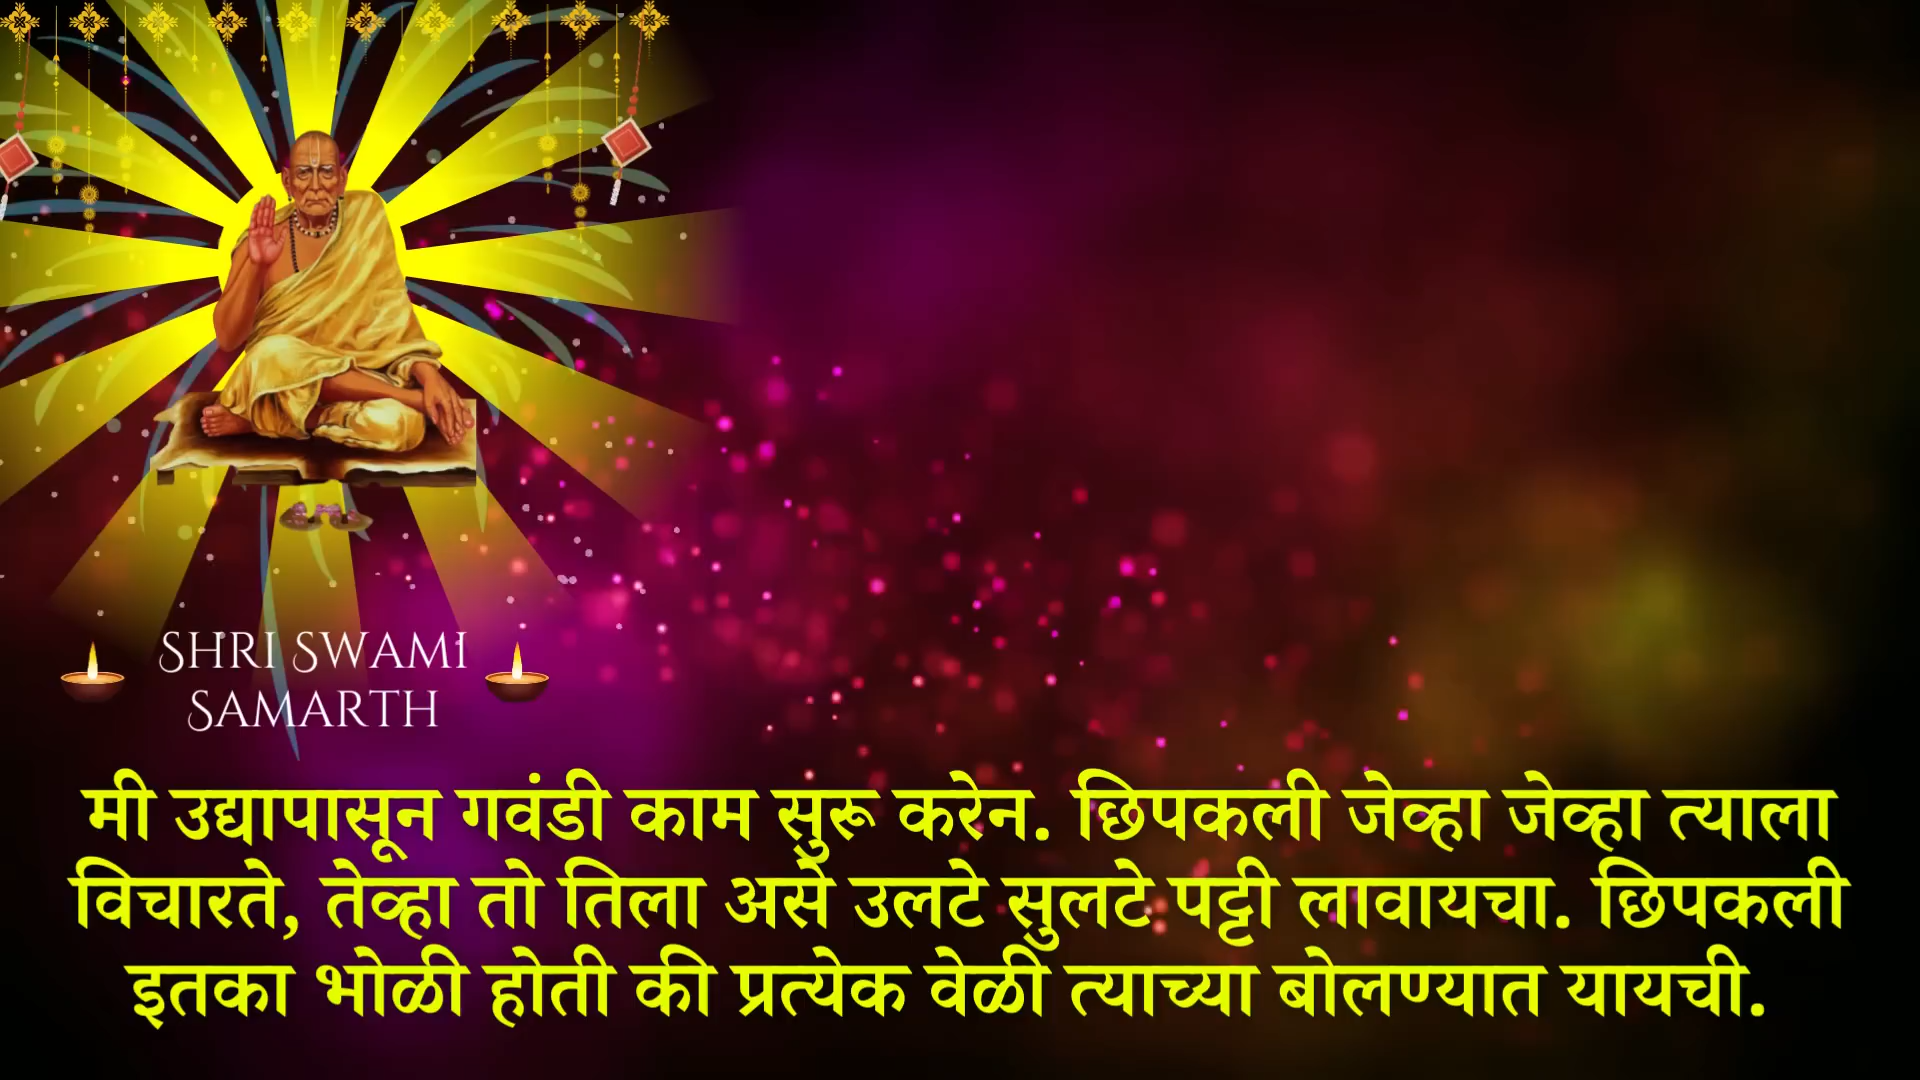 SHRI SWAMI
SAMARTH
मी उद्यापासून गवंडी काम सुरू करेन. छिपकली जेव्हा जेव्हा त्याला
विचारते, तेव्हा तो तिला असे उलटे सुलटे पट्टी लावायचा. छिपकली
इतका भोळी होती की प्रत्येक वेळी त्याच्या बोलण्यात यायची.